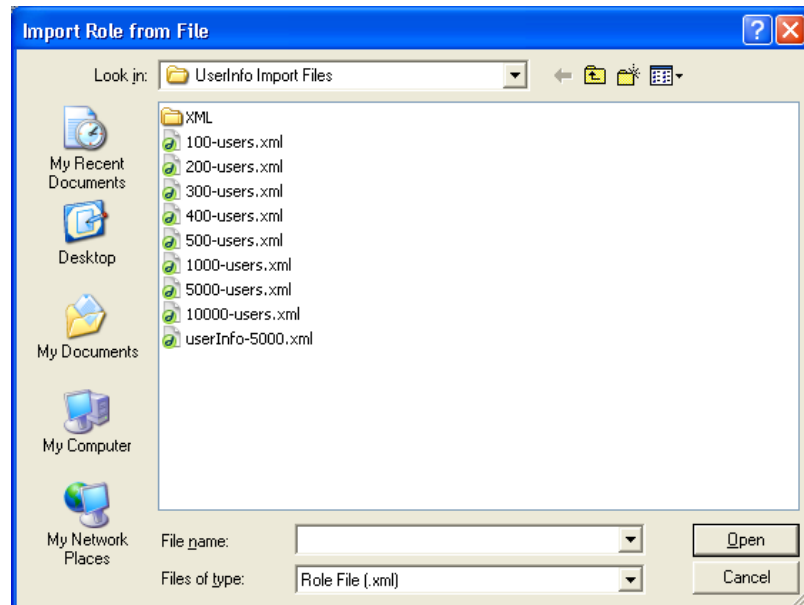 Import Role from File
Look in: UserInfo Import Files
My Recent
Documents
Desktop
My Documents
My Computer
My Network
Places
XML
100-users.xml
200-users.xml
300-users.xml
400-users.xml
500-users.xml
1000-users.xml
5000-users.xml
10000-users.xml
userInfo-5000.xml
File name:
Open
Files of type: Role File (.xml)
Cancel